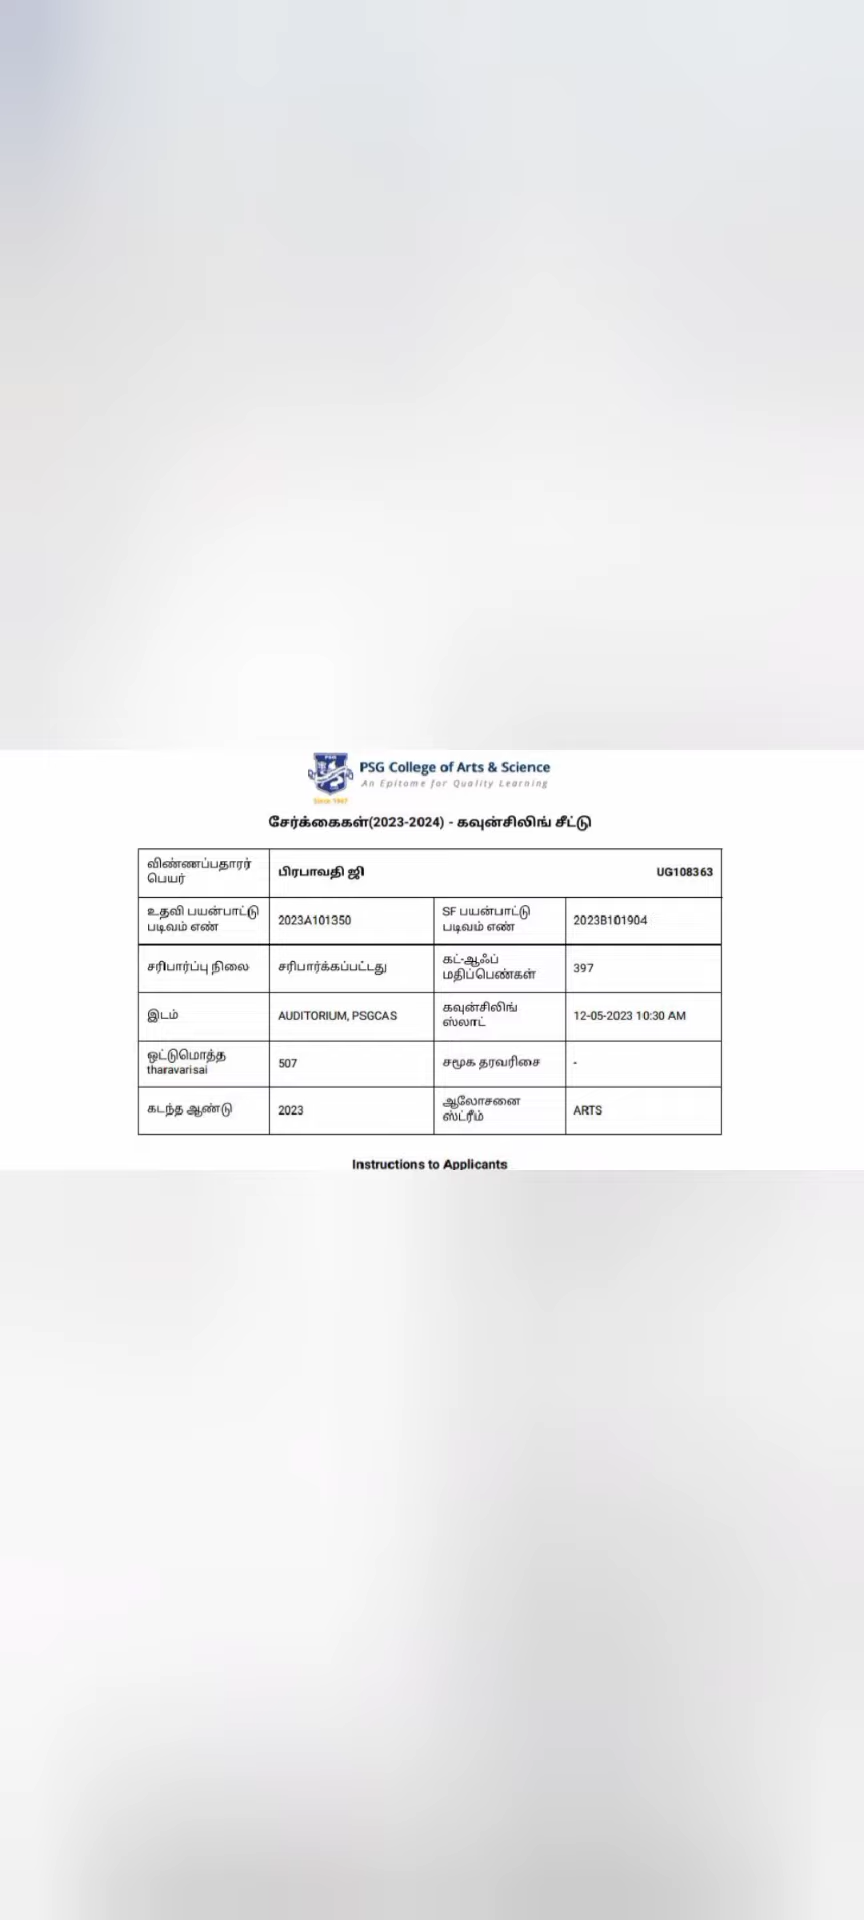 PSG College of Arts & Science
An Epitome for Quality Learning
Since 1947
சேர்க்கைகள்(2023-2024) - கவுன்சிலிங் சீட்டு
விண்ணப்பதாரர்
பெயர்
பிரபாவதி ஜி
UG108363
உதவி பயன்பாட்டு
படிவம் எண்
2023A101350
SF பயன்பாட்டு
படிவம் எண்
2023B101904
சரிபார்ப்பு நிலை
சரிபார்க்கப்பட்டது
கட்-ஆஃப்
மதிப்பெண்கள்
397
இடம்
AUDITORIUM, PSGCAS
கவுன்சிலிங்
ஸ்லாட்
12-05-2023 10:30 AM
ஒட்டுமொத்த
tharavarisai
507
சமூக தரவரிசை
-
கடந்த ஆண்டு
2023
ஆலோசனை
ஸ்ட்ரீம்
ARTS
Instructions to Applicants